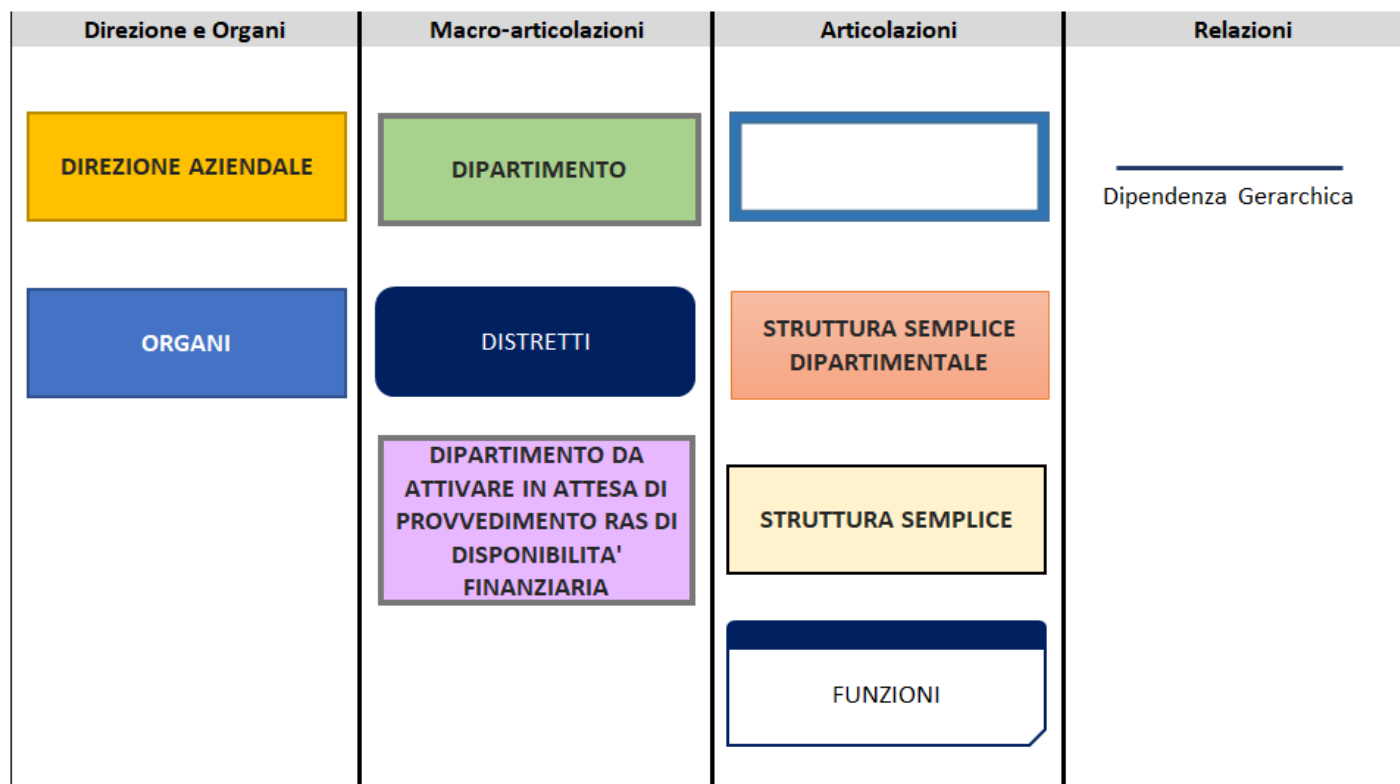 Direzione e Organi
Macro-articolazioni
Articolazioni
Relazioni
DIREZIONE AZIENDALE
DIPARTIMENTO
Dipendenza Gerarchica
ORGANI
DISTRETTI
STRUTTURA SEMPLICE
DIPARTIMENTALE
DIPARTIMENTO DA
ATTIVARE IN ATTESA DI
PROVVEDIMENTO RAS DI
DISPONIBILITA'
FINANZIARIA
STRUTTURA SEMPLICE
FUNZIONI